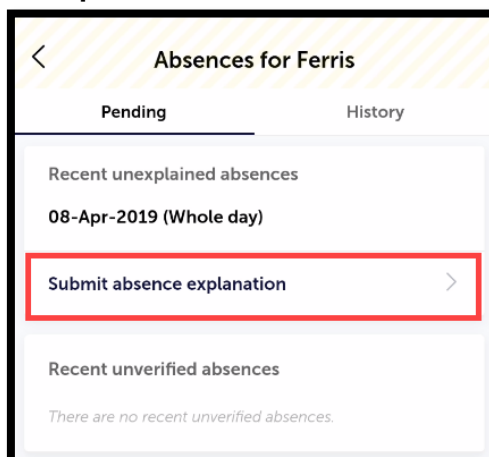 Absences for Ferris
Pending History
Recent unexplained absences
08-Apr-2019 (Whole day)
Submit absence explanation
Recent unverified absences
There are no recent unverified absences.